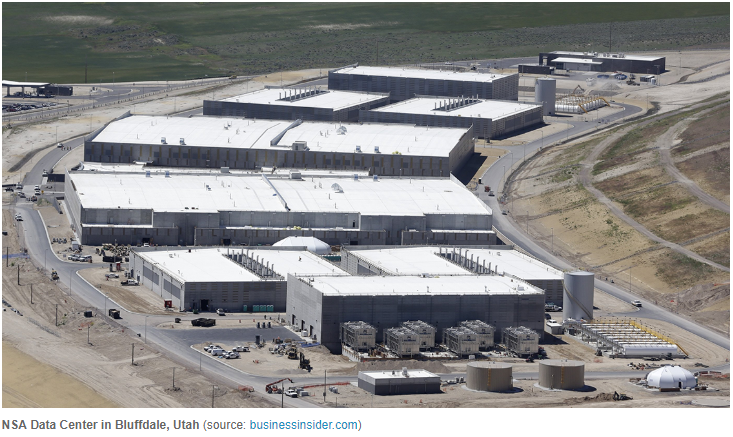 NSA Data Center in Bluffdale, Utah (source: businessinsider.com)